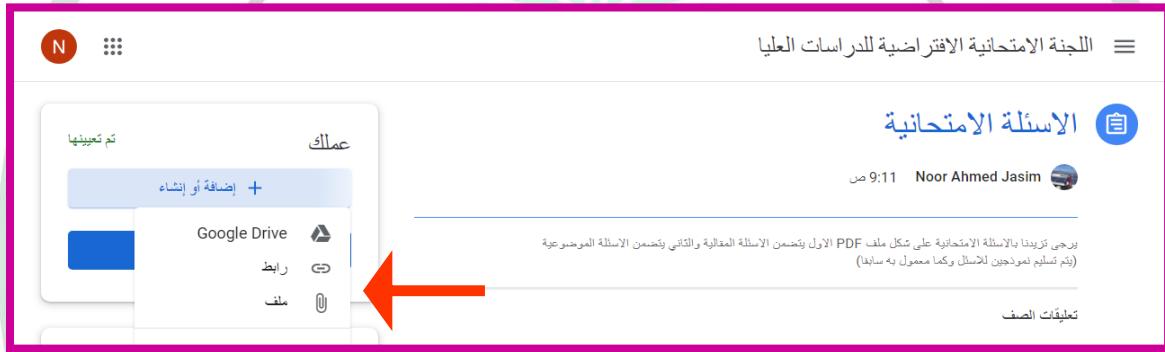 اللجنة الامتحانية الافتراضية للدراسات العليا
N
الاسئلة الامتحانية
Noor Ahmed Jasim 9:11 ص
يرجى تزيدنا بالاسئلة الامتحانية على شكل ملف PDF الاول يتضمن الاسئلة المقالية والثاني يتضمن الاسئلة الموضوعية
(يتم تسليم نموذجين للاسئل وكما معمول به سابقا)
تعليقات الصف
عملك
تم تعيينها
+ إضافة أو إنشاء
Google Drive
رابط
ملف